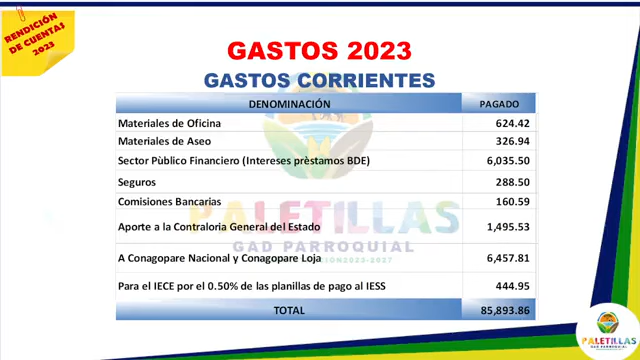 RENDICIÓN
DE CUENTAS
2023
GASTOS 2023
GASTOS CORRIENTES
DENOMINACIÓN PAGADO
Materiales de Oficina 624.42
Materiales de Aseo 326.94
Sector Pùblico Financiero (Intereses prèstamos BDE) 6,035.50
Seguros 288.50
Comisiones Bancarias 160.59
Aporte a la Contraloria General del Estado 1,495.53
A Conagopare Nacional y Conagopare Loja 6,457.81
Para el IECE por el 0.50% de las planillas de pago al IESS 444.95
TOTAL 85,893.86
PALETILLAS
GAD PARROQUIAL
2023-2027
PALETILLAS
GAD PARROQUIAL